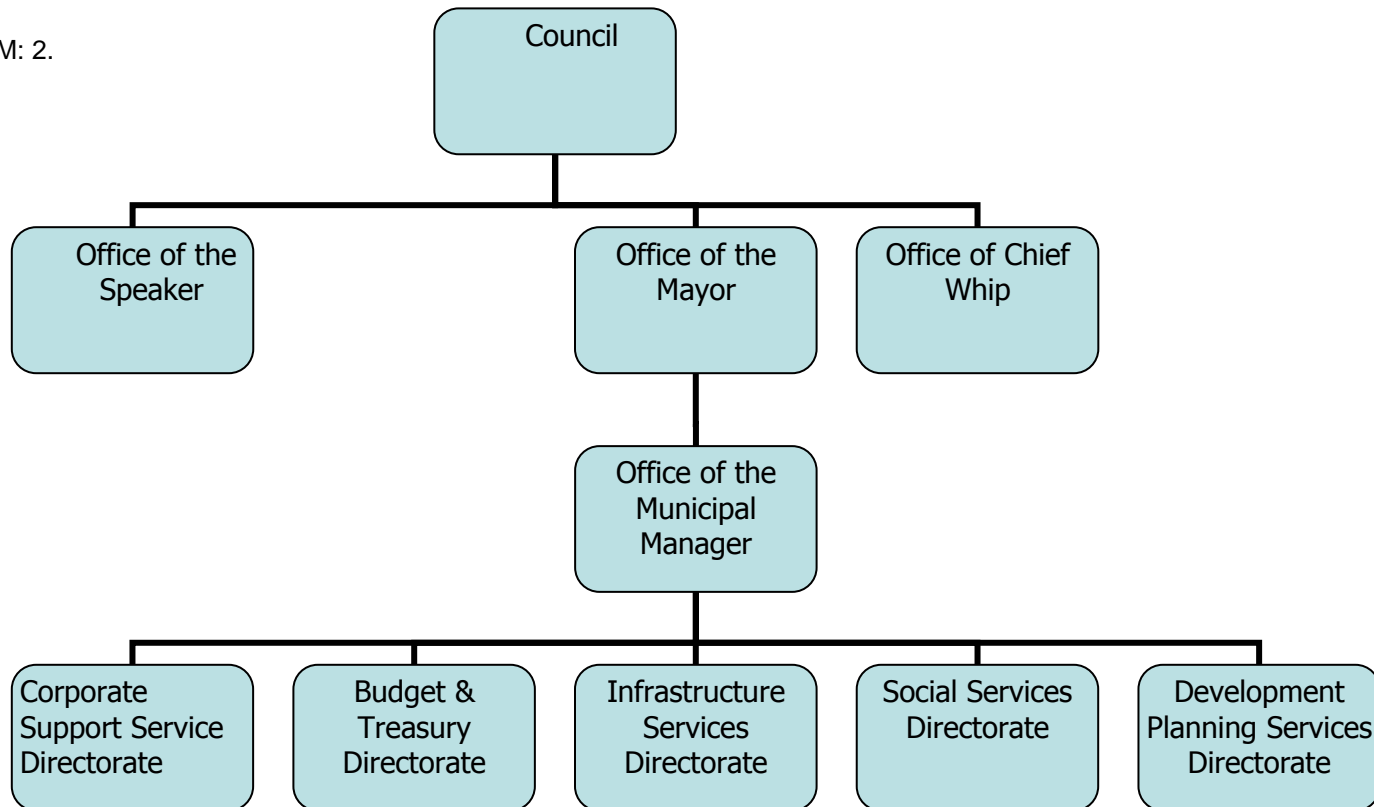 M: 2.
Council
Office of the
Speaker
Office of the
Mayor
Office of Chief
Whip
Office of the
Municipal
Manager
Corporate
Support Service
Directorate
Budget &
Treasury
Directorate
Infrastructure
Services
Directorate
Social Services
Directorate
Development
Planning Services
Directorate